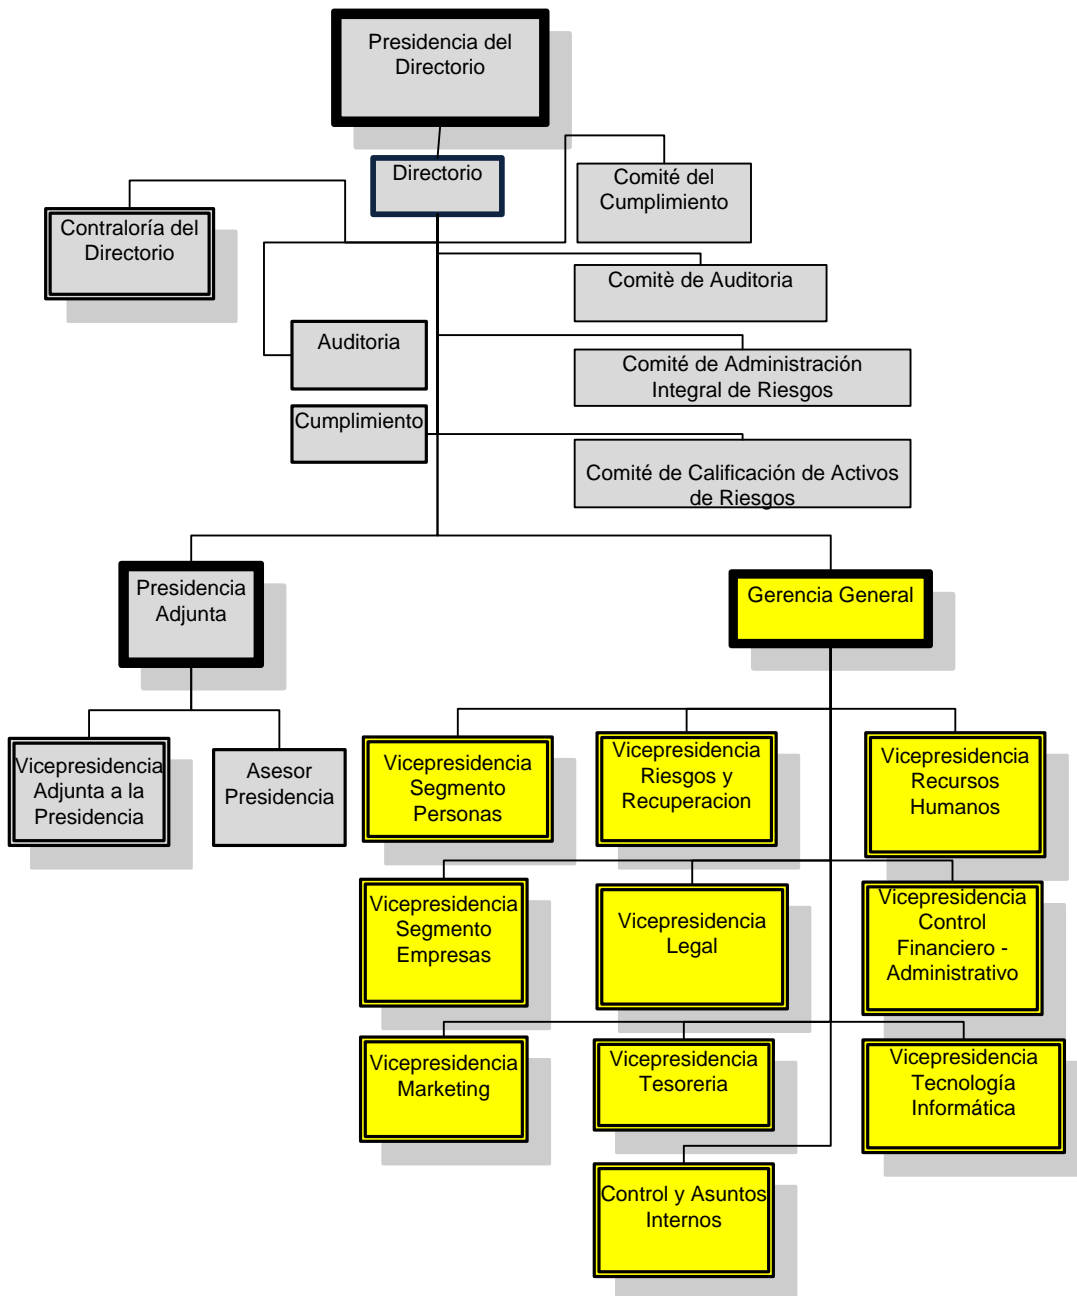 Presidencia del
Directorio
Directorio
Comité del
Cumplimiento
Contraloría del
Directorio
Comitè de Auditoria
Auditoria
Comité de Administración
Integral de Riesgos
Cumplimiento
Comité de Calificación de Activos
de Riesgos
Presidencia
Adjunta
Gerencia General
Vicepresidencia
Adjunta a la
Presidencia
Asesor
Presidencia
Vicepresidencia
Segmento
Personas
Vicepresidencia
Riesgos y
Recuperacion
Vicepresidencia
Recursos
Humanos
Vicepresidencia
Segmento
Empresas
Vicepresidencia
Legal
Vicepresidencia
Control
Financiero -
Administrativo
Vicepresidencia
Marketing
Vicepresidencia
Tesoreria
Vicepresidencia
Tecnología
Informática
Control y Asuntos
Internos